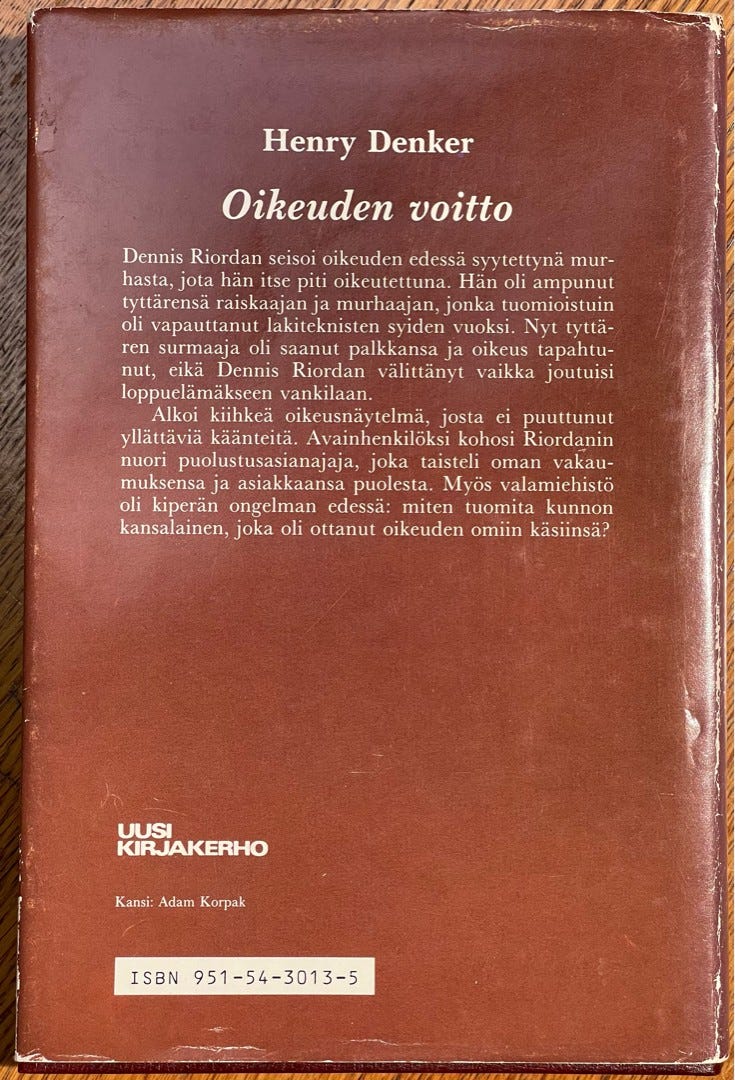 Henry Denker
Oikeuden voitto
Dennis Riordan seisoi oikeuden edessä syytettynä mur-
hasta, jota hän itse piti oikeutettuna. Hän oli ampunut
tyttärensä raiskaajan ja murhaajan, jonka tuomioistuin
oli vapauttanut lakiteknisten syiden vuoksi. Nyt tyttä-
ren surmaaja oli saanut palkkansa ja oikeus tapahtu-
nut, eikä Dennis Riordan välittänyt vaikka joutuisi
loppuelämäkseen vankilaan.
Alkoi kiihkeä oikeusnäytelmä, josta ei puuttunut
yllättäviä käänteitä. Avainhenkilöksi kohosi Riordanin
nuori puolustusasianajaja, joka taisteli oman vakau-
muksensa ja asiakkaansa puolesta. Myös valamiehistö
oli kiperän ongelman edessä: miten tuomita kunnon
kansalainen, joka oli ottanut oikeuden omiin käsiinsä?
UUSI
KIRJAKERHO
Kansi: Adam Korpak
ISBN 951-54-3013-5